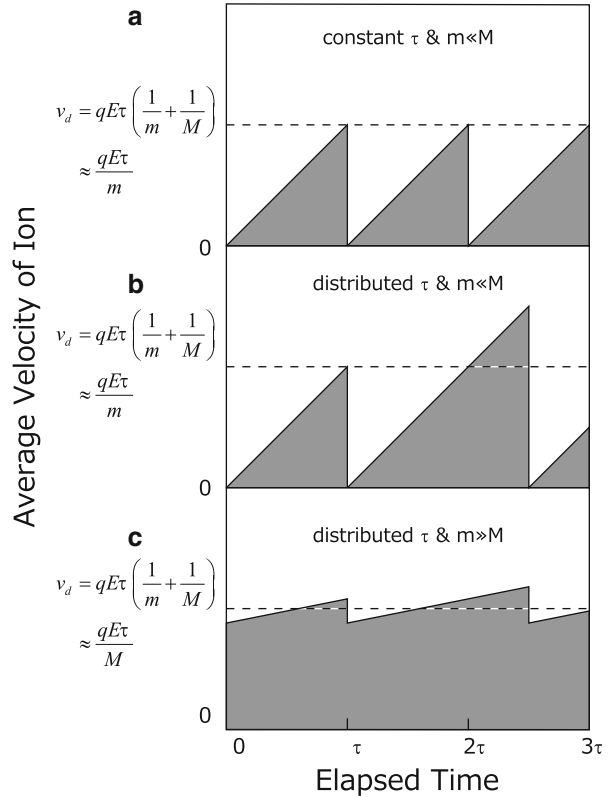 a
constant τ & m«M
v_d = qEτ (1/m + 1/M)
≈ qEτ/m
0
b
distributed τ & m«M
v_d = qEτ (1/m + 1/M)
≈ qEτ/m
0
c
distributed τ & m»M
v_d = qEτ (1/m + 1/M)
≈ qEτ/M
0
Average Velocity of Ion
0 τ 2τ 3τ
Elapsed Time